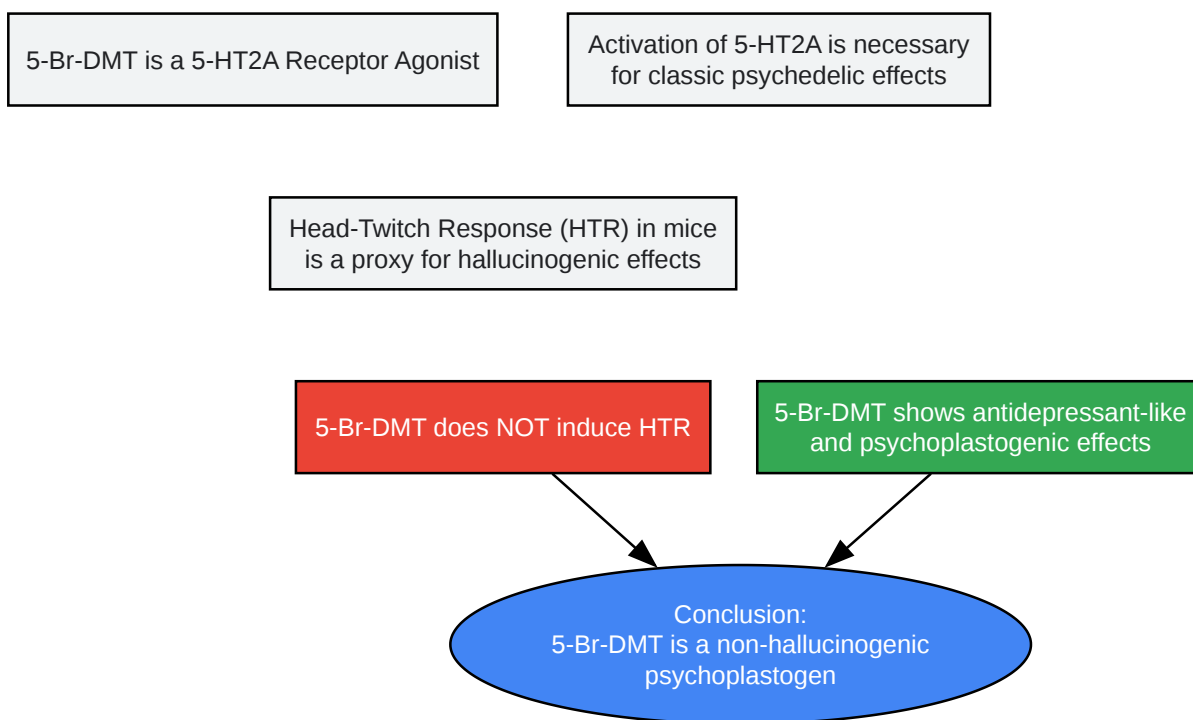 5-Br-DMT is a 5-HT2A Receptor Agonist
Activation of 5-HT2A is necessary
for classic psychedelic effects
Head-Twitch Response (HTR) in mice
is a proxy for hallucinogenic effects
5-Br-DMT does NOT induce HTR
5-Br-DMT shows antidepressant-like
and psychoplastogenic effects
Conclusion:
5-Br-DMT is a non-hallucinogenic
psychoplastogen